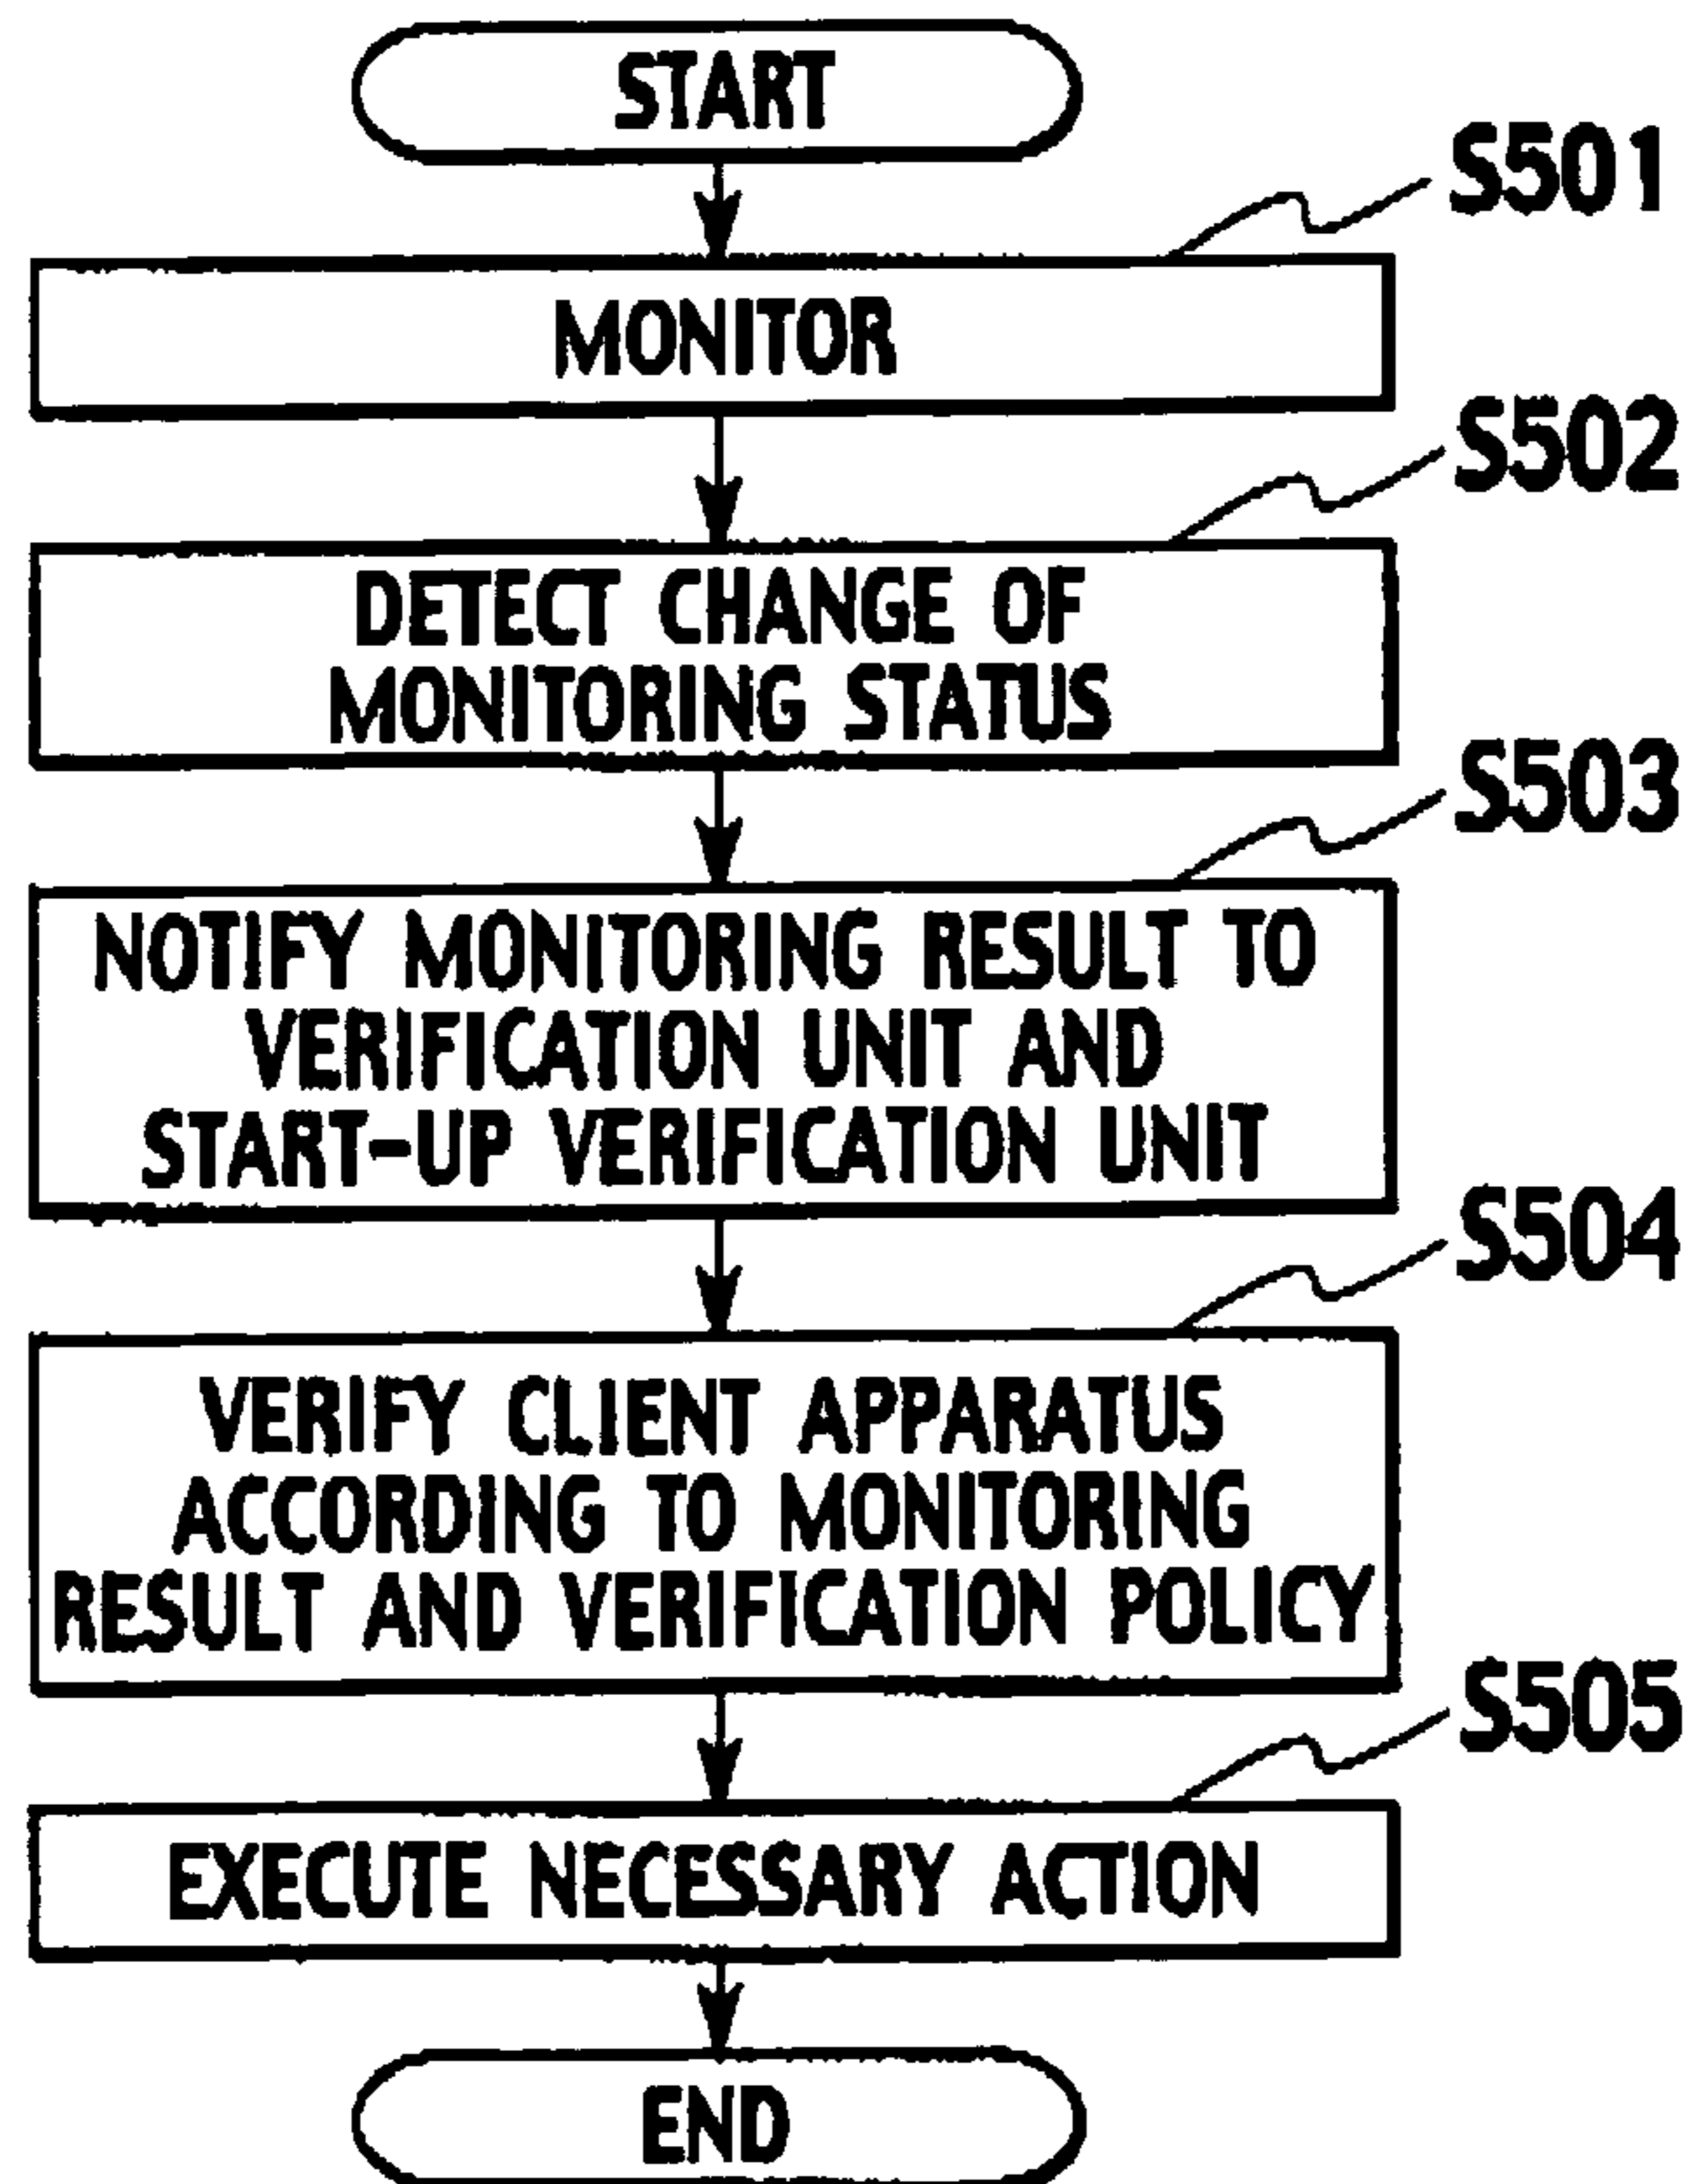 START
S501
MONITOR
S502
DETECT CHANGE OF
MONITORING STATUS
S503
NOTIFY MONITORING RESULT TO
VERIFICATION UNIT AND
START-UP VERIFICATION UNIT
S504
VERIFY CLIENT APPARATUS
ACCORDING TO MONITORING
RESULT AND VERIFICATION POLICY
S505
EXECUTE NECESSARY ACTION
END